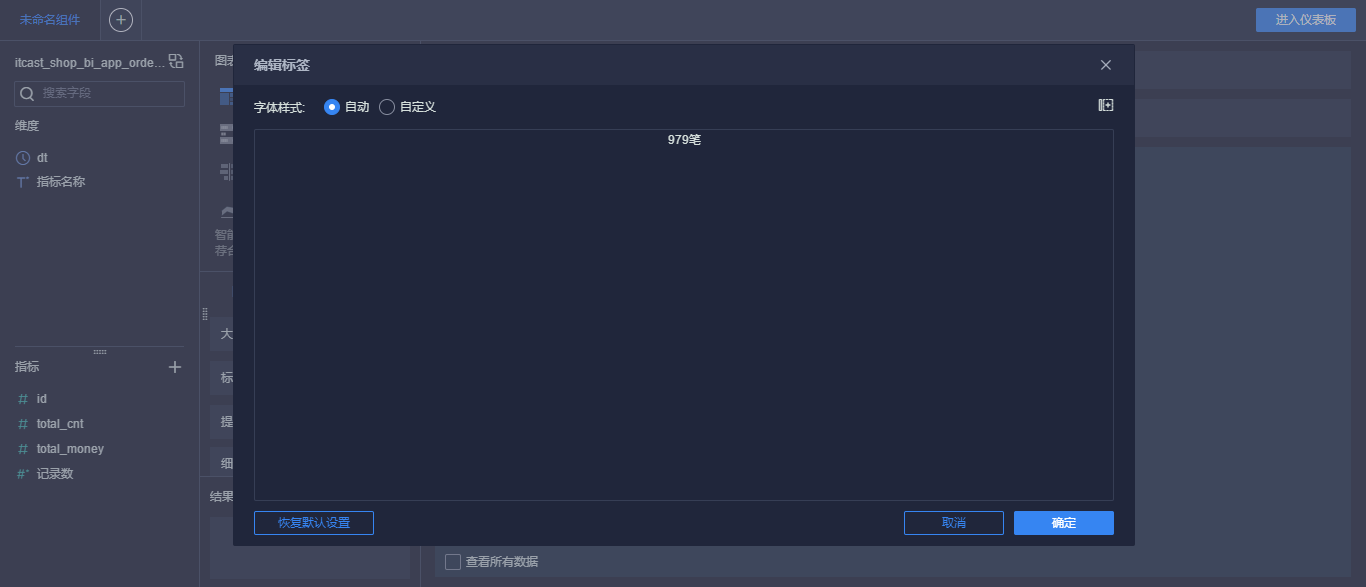 未命名组件
进入仪表板
itcast_shop_bi_app_orde...
搜索字段
维度
dt
指标名称
指标
id
total_cnt
total_money
记录数
图表
智能
荐合
大
标
提
细
结果
编辑标签
字体样式:
自动
自定义
979笔
恢复默认设置
取消
确定
查看所有数据